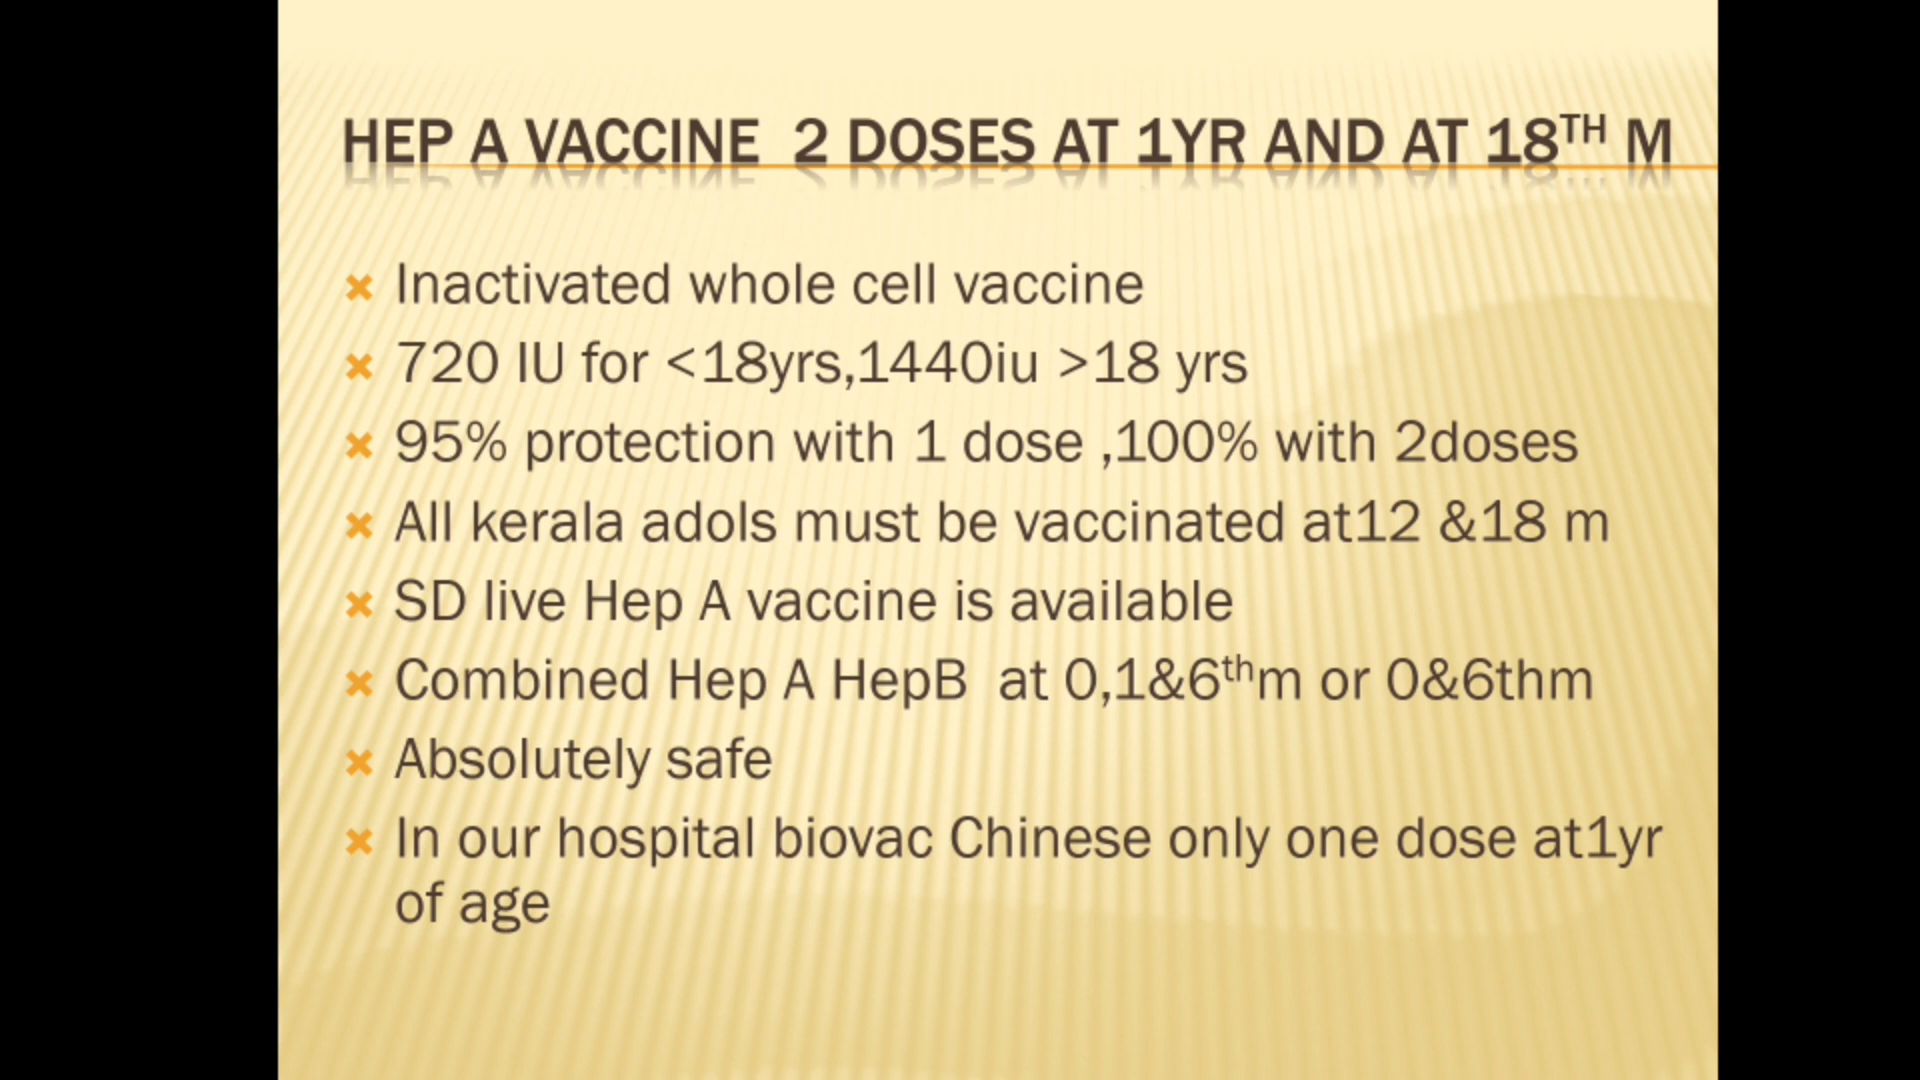 HEP A VACCINE  2 DOSES AT 1YR AND AT 18TH M
Inactivated whole cell vaccine
720 IU for <18yrs,1440iu >18 yrs
95% protection with 1 dose ,100% with 2doses
All kerala adols must be vaccinated at12 &18 m
SD live Hep A vaccine is available
Combined Hep A HepB  at 0,1&6thm or 0&6thm
Absolutely safe
In our hospital biovac Chinese only one dose at1yr
of age